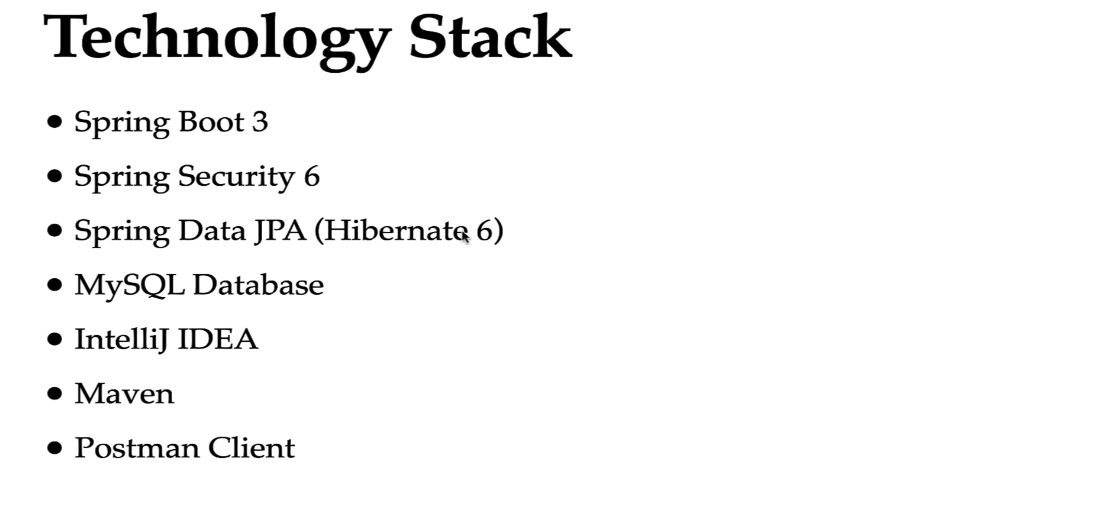 Technology Stack
• Spring Boot 3
• Spring Security 6
• Spring Data JPA (Hibernate 6)
• MySQL Database
• IntelliJ IDEA
• Maven
• Postman Client